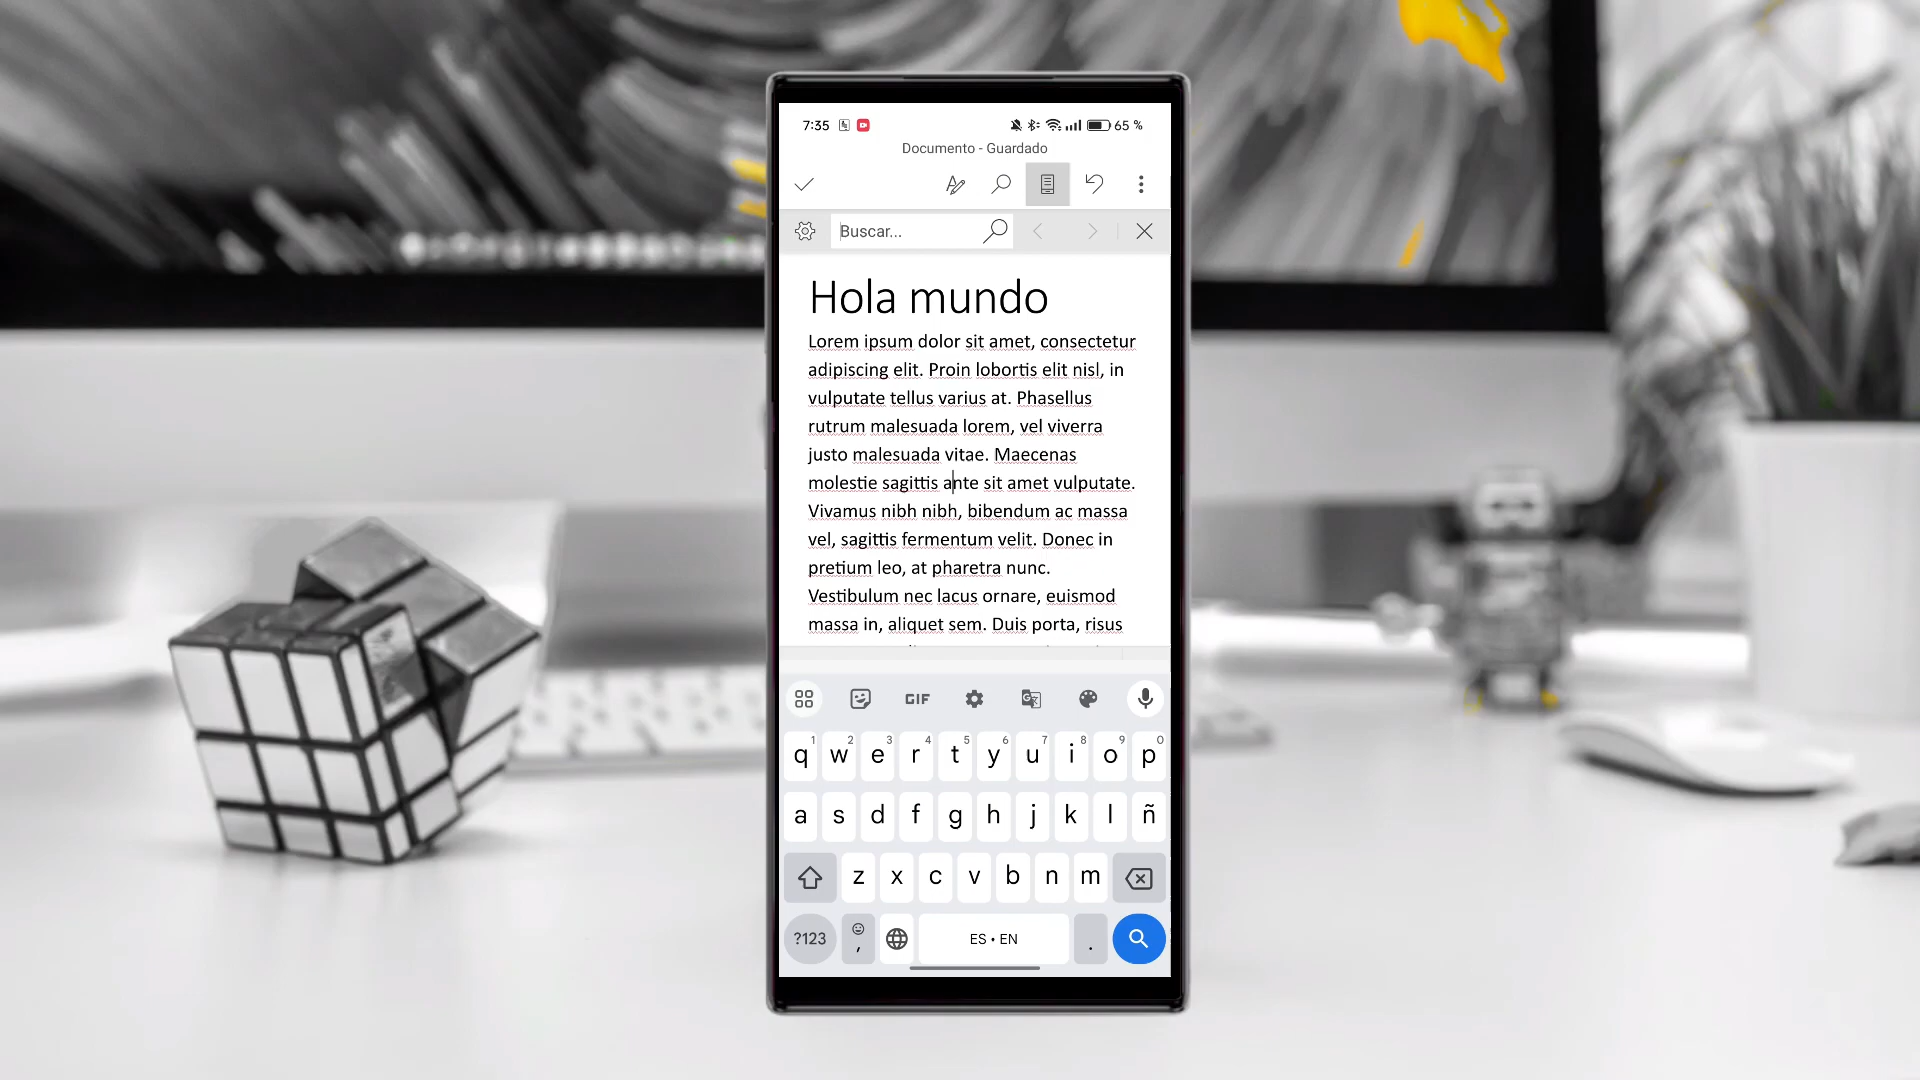 7:35
65 %
Documento - Guardado
Buscar...
Hola mundo
Lorem ipsum dolor sit amet, consectetur
adipiscing elit. Proin lobortis elit nisl, in
vulputate tellus varius at. Phasellus
rutrum malesuada lorem, vel viverra
justo malesuada vitae. Maecenas
molestie sagittis ante sit amet vulputate.
Vivamus nibh nibh, bibendum ac massa
vel, sagittis fermentum velit. Donec in
pretium leo, at pharetra nunc.
Vestibulum nec lacus ornare, euismod
massa in, aliquet sem. Duis porta, risus
GIF
1 2 3 4 5 6 7 8 9 0
q w e r t y u i o p
a s d f g h j k l ñ
z x c v b n m
?123 , ES • EN .